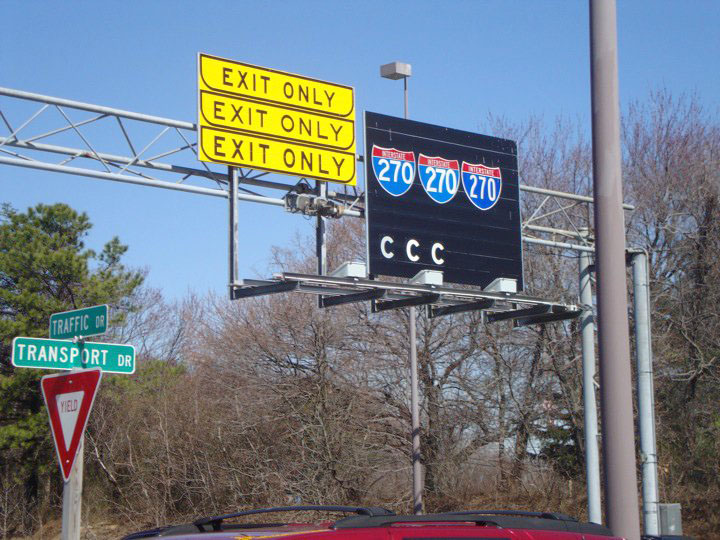 EXIT ONLY
EXIT ONLY
EXIT ONLY
INTERSTATE INTERSTATE INTERSTATE
270 270 270
C C C
TRAFFIC DR
TRANSPORT DR
YIELD